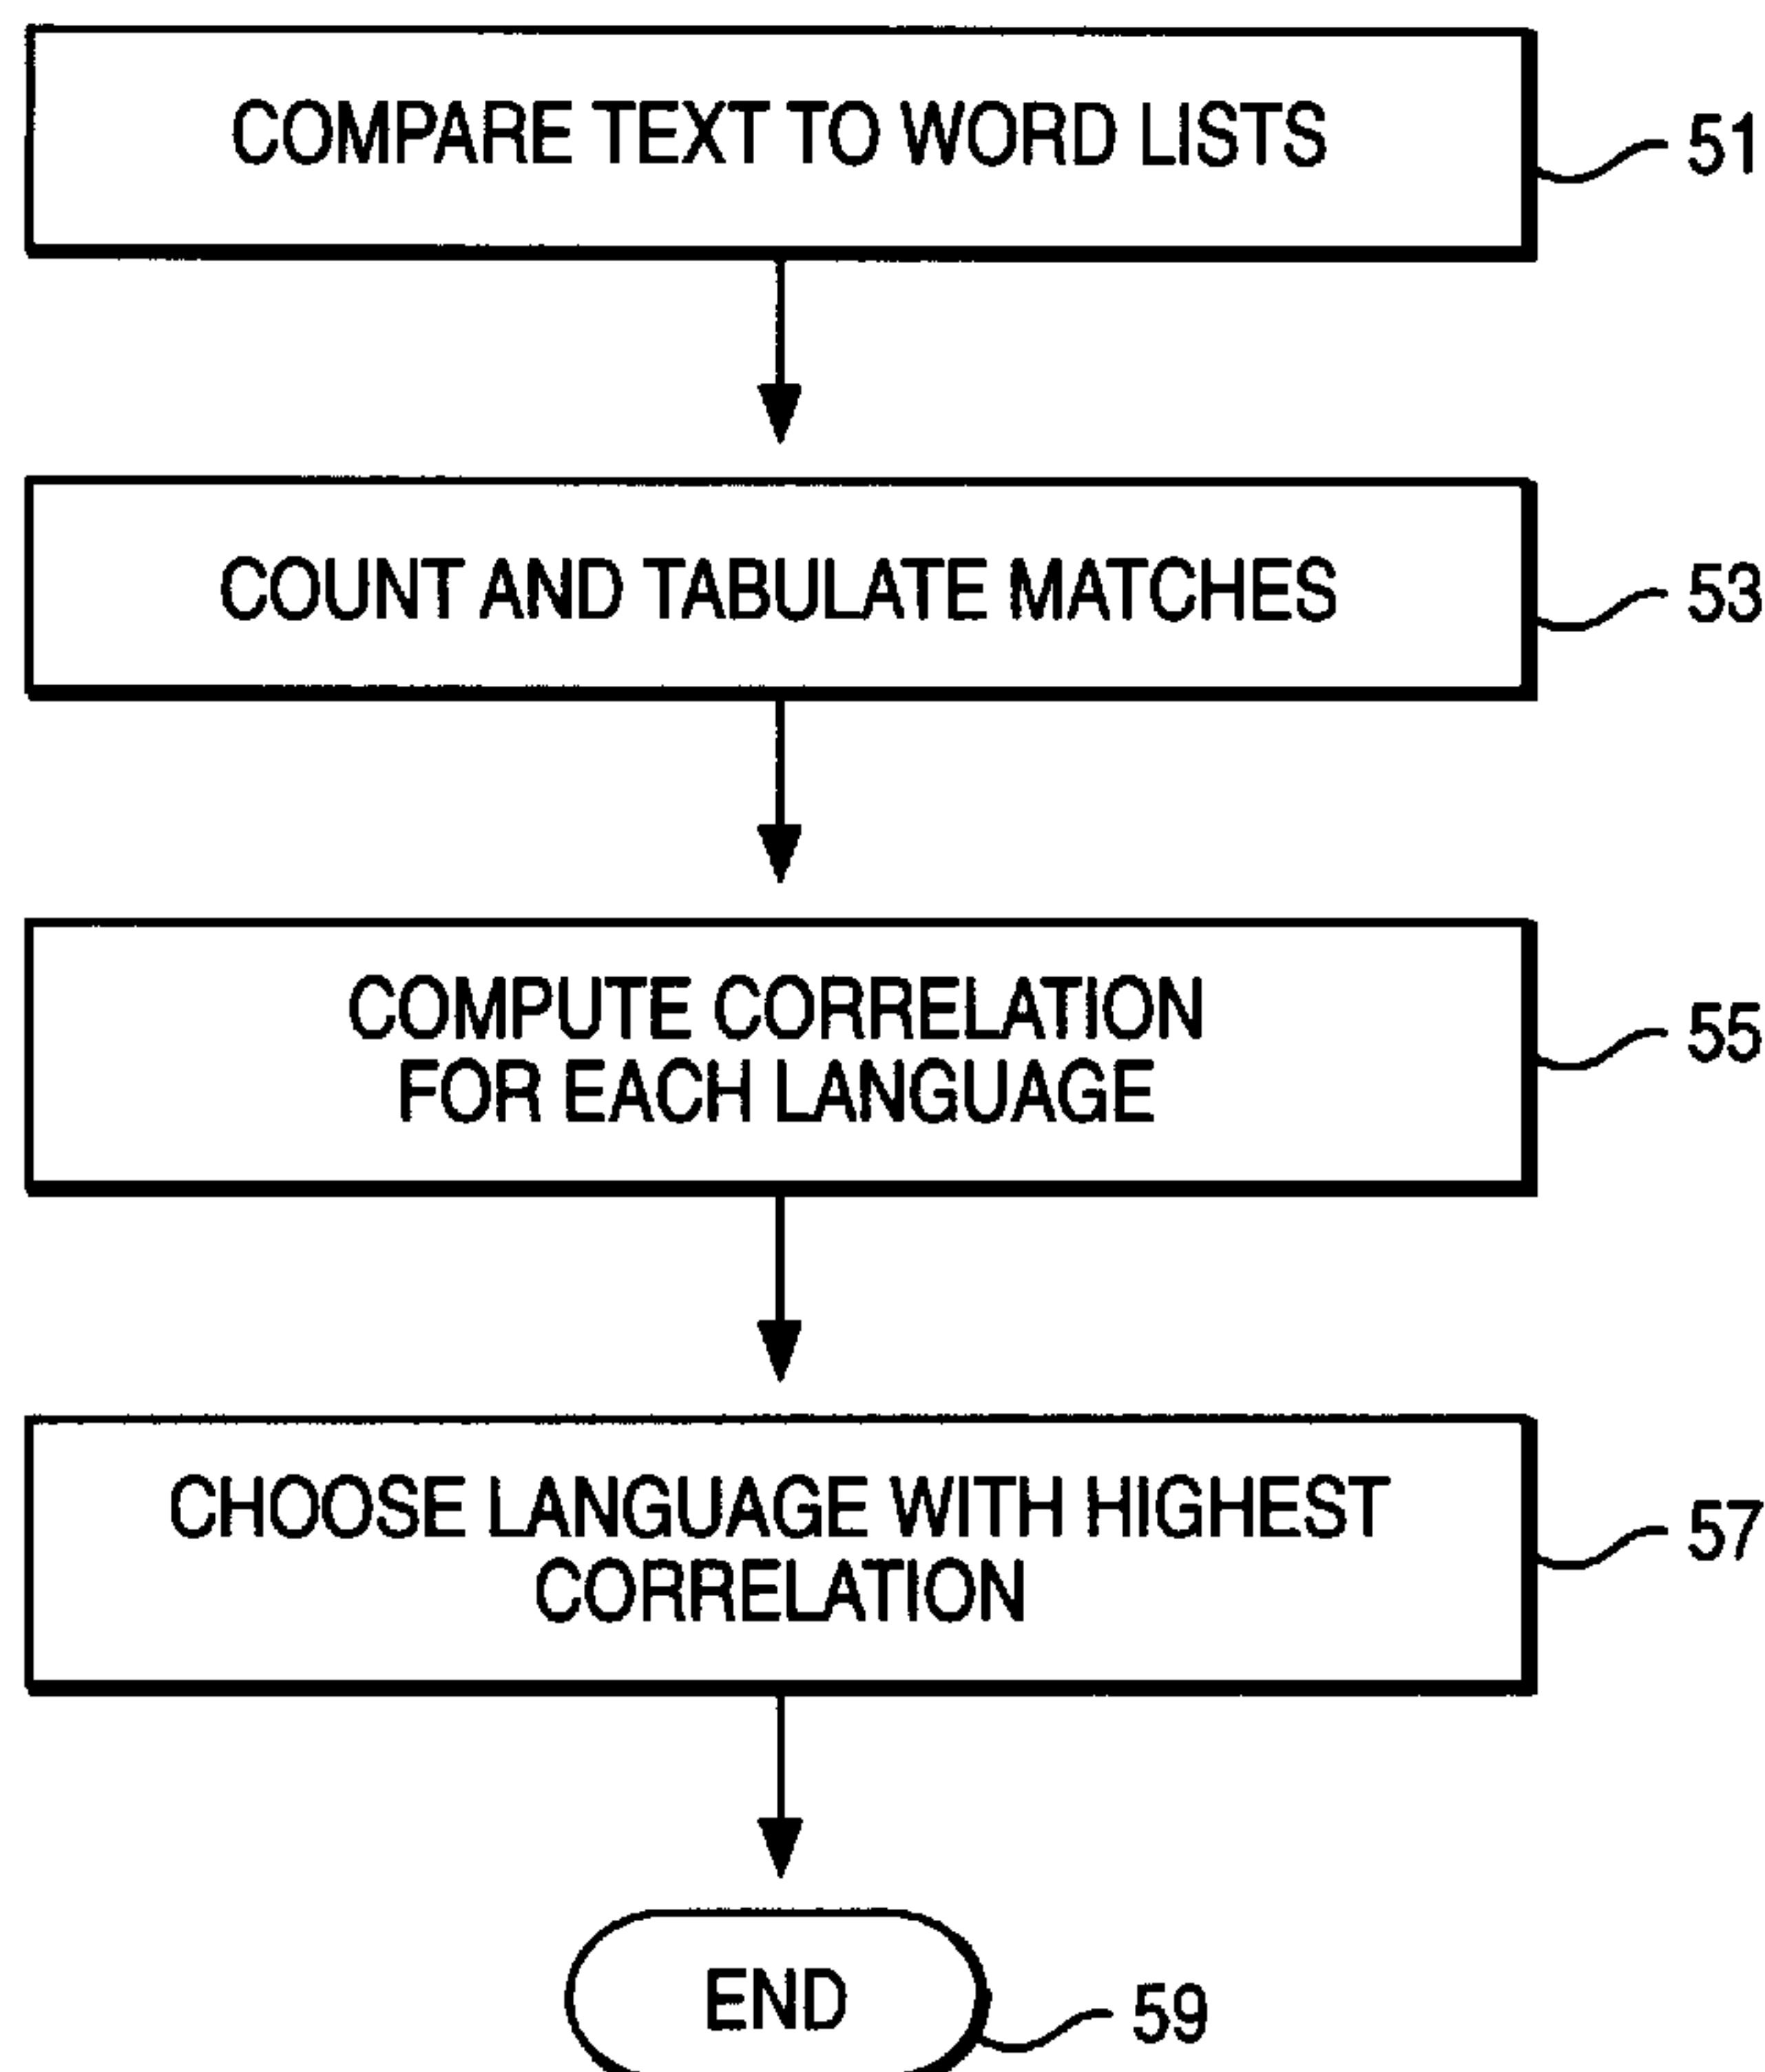 COMPARE TEXT TO WORD LISTS
51
COUNT AND TABULATE MATCHES
53
COMPUTE CORRELATION
FOR EACH LANGUAGE
55
CHOOSE LANGUAGE WITH HIGHEST
CORRELATION
57
END
59